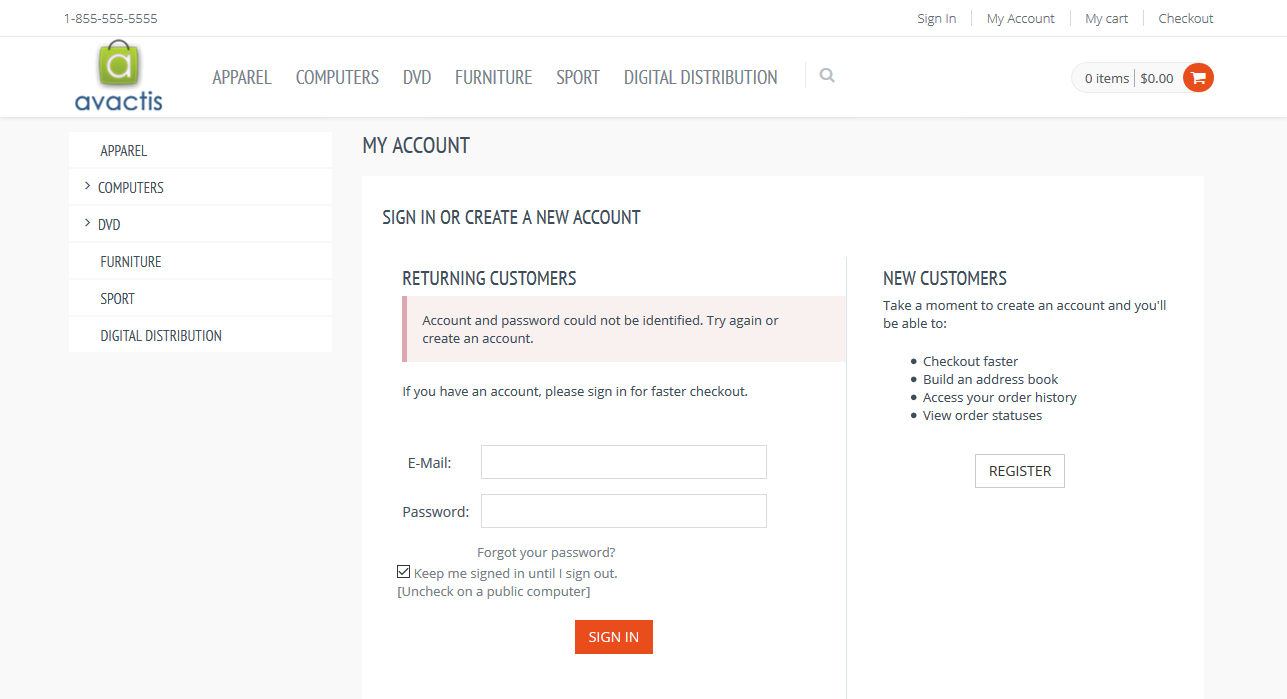 1-855-555-5555
Sign In
My Account
My cart
Checkout
a
avactis
APPAREL
COMPUTERS
DVD
FURNITURE
SPORT
DIGITAL DISTRIBUTION
0 items
$0.00
APPAREL
COMPUTERS
DVD
FURNITURE
SPORT
DIGITAL DISTRIBUTION
MY ACCOUNT
SIGN IN OR CREATE A NEW ACCOUNT
RETURNING CUSTOMERS
Account and password could not be identified. Try again or
create an account.
If you have an account, please sign in for faster checkout.
E-Mail:
Password:
Forgot your password?
Keep me signed in until I sign out.
[Uncheck on a public computer]
SIGN IN
NEW CUSTOMERS
Take a moment to create an account and you'll
be able to:
Checkout faster
Build an address book
Access your order history
View order statuses
REGISTER